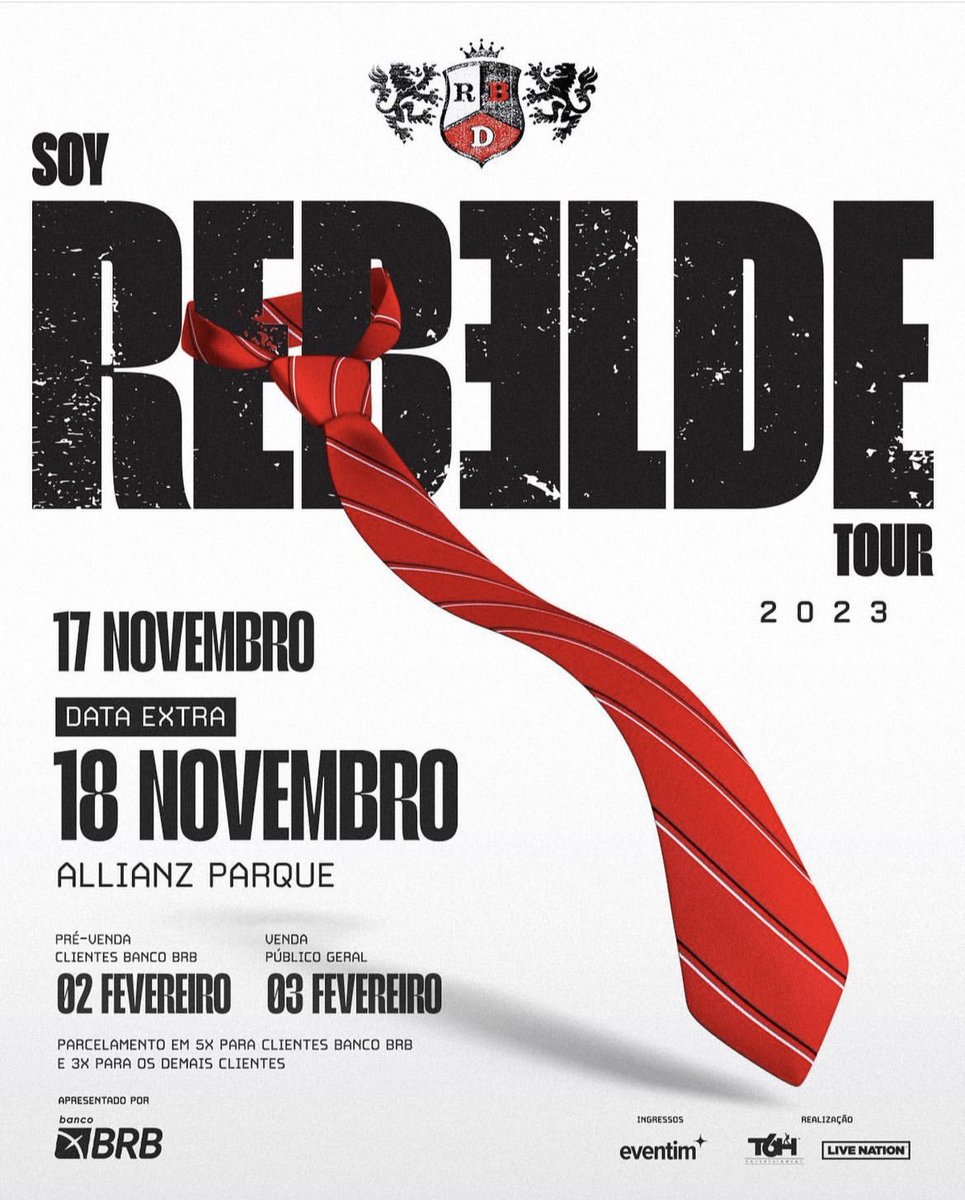 R B
D
SOY
REBELDE
TOUR
2023
17 NOVEMBRO
DATA EXTRA
18 NOVEMBRO
ALLIANZ PARQUE
PRÉ-VENDA
CLIENTES BANCO BRB
02 FEVEREIRO
VENDA
PÚBLICO GERAL
03 FEVEREIRO
PARCELAMENTO EM 5X PARA CLIENTES BANCO BRB
E 3X PARA OS DEMAIS CLIENTES
APRESENTADO POR
banco
BRB
INGRESSOS
eventim
REALIZAÇÃO
T6H
ENTERTAINMENT
LIVE NATION